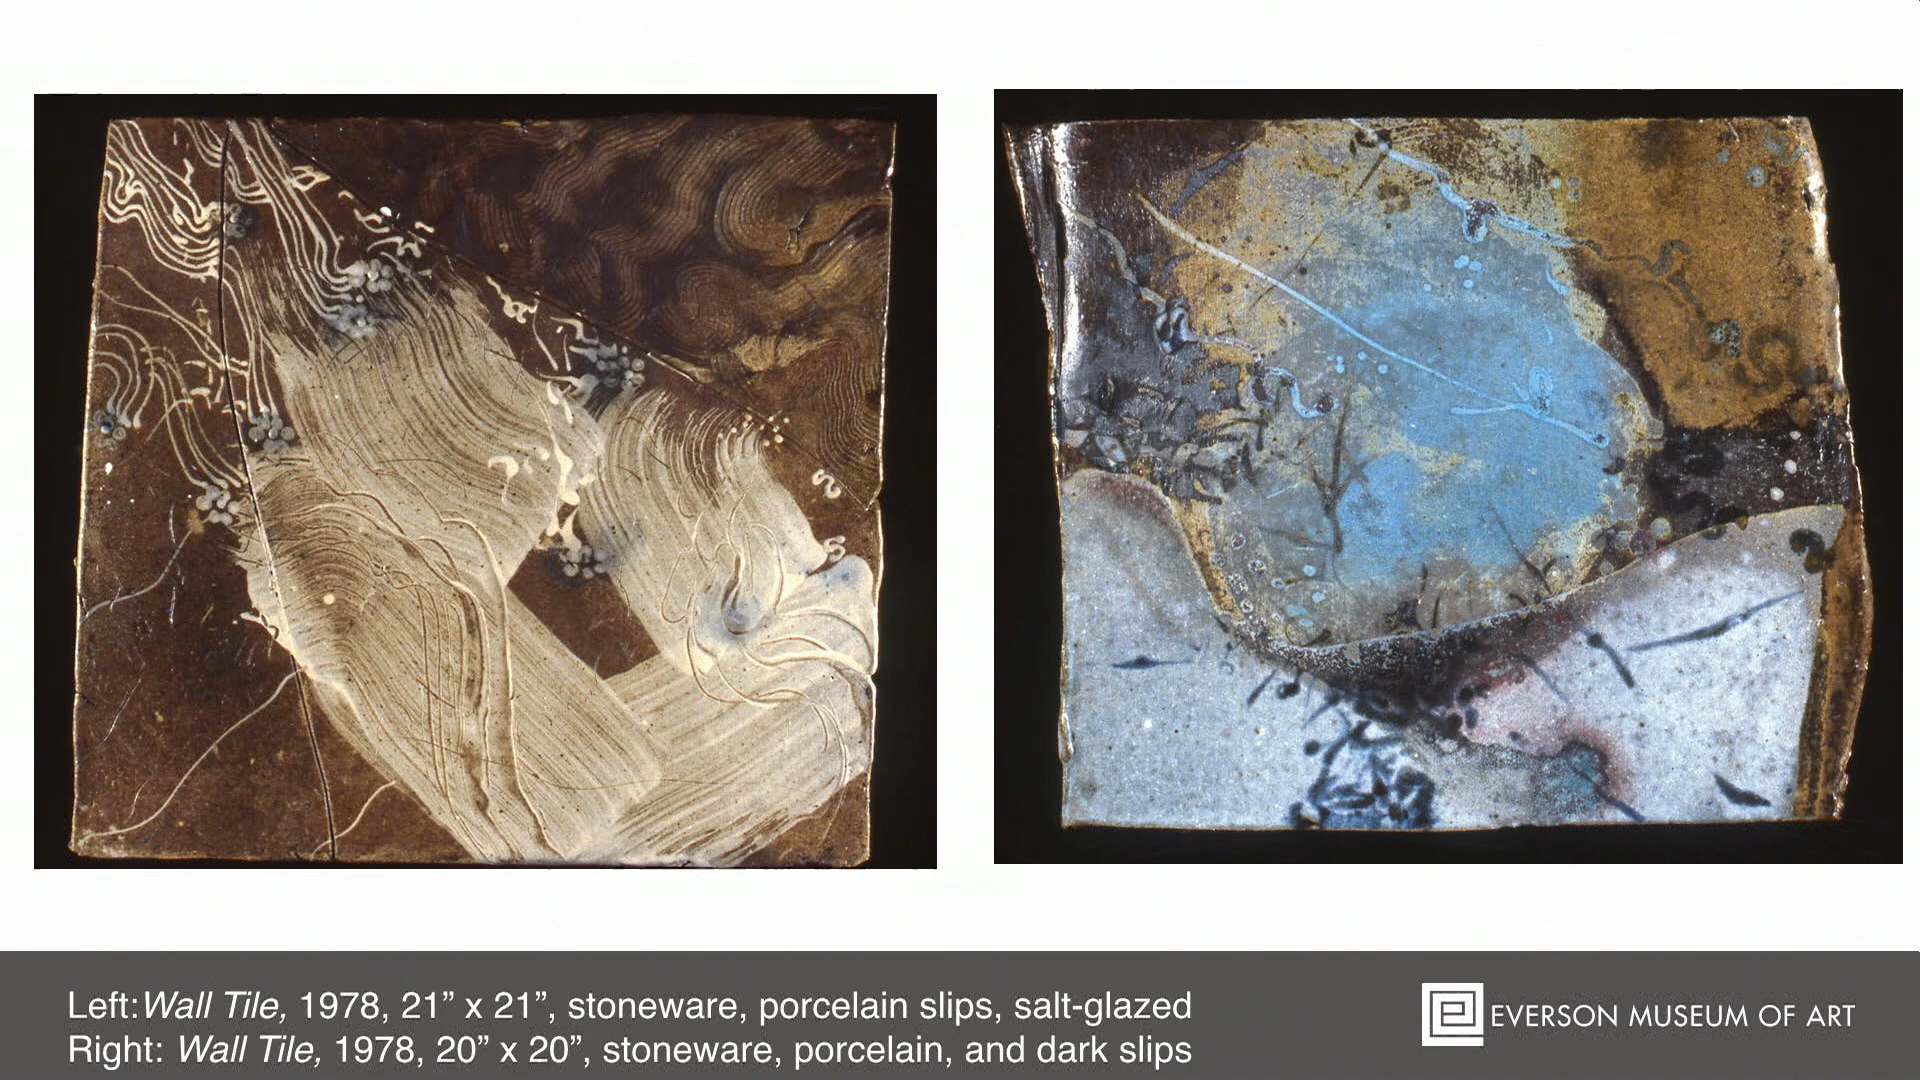 Left:Wall Tile, 1978, 21” x 21”, stoneware, porcelain slips, salt-glazed
Right: Wall Tile, 1978, 20” x 20”, stoneware, porcelain, and dark slips
EVERSON MUSEUM OF ART